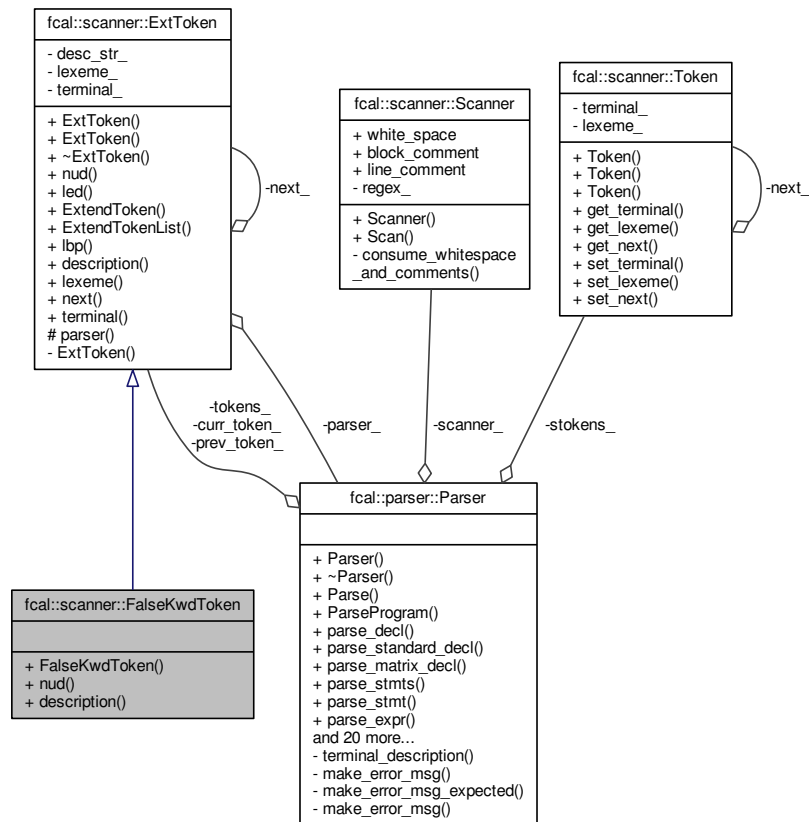 fcal::scanner::ExtToken
- desc_str_
- lexeme_
- terminal_
+ ExtToken()
+ ExtToken()
+ ~ExtToken()
+ nud()
+ led()
+ ExtendToken()
+ ExtendTokenList()
+ lbp()
+ description()
+ lexeme()
+ next()
+ terminal()
# parser()
- ExtToken()
-next_
fcal::scanner::Scanner
+ white_space
+ block_comment
+ line_comment
- regex_
+ Scanner()
+ Scan()
- consume_whitespace
_and_comments()
fcal::scanner::Token
- terminal_
- lexeme_
+ Token()
+ Token()
+ Token()
+ get_terminal()
+ get_lexeme()
+ get_next()
+ set_terminal()
+ set_lexeme()
+ set_next()
-next_
-tokens_
-curr_token_
-prev_token_
-parser_
-scanner_
-stokens_
fcal::scanner::FalseKwdToken
+ FalseKwdToken()
+ nud()
+ description()
fcal::parser::Parser
+ Parser()
+ ~Parser()
+ Parse()
+ ParseProgram()
+ parse_decl()
+ parse_standard_decl()
+ parse_matrix_decl()
+ parse_stmts()
+ parse_stmt()
+ parse_expr()
and 20 more...
- terminal_description()
- make_error_msg()
- make_error_msg_expected()
- make_error_msg()